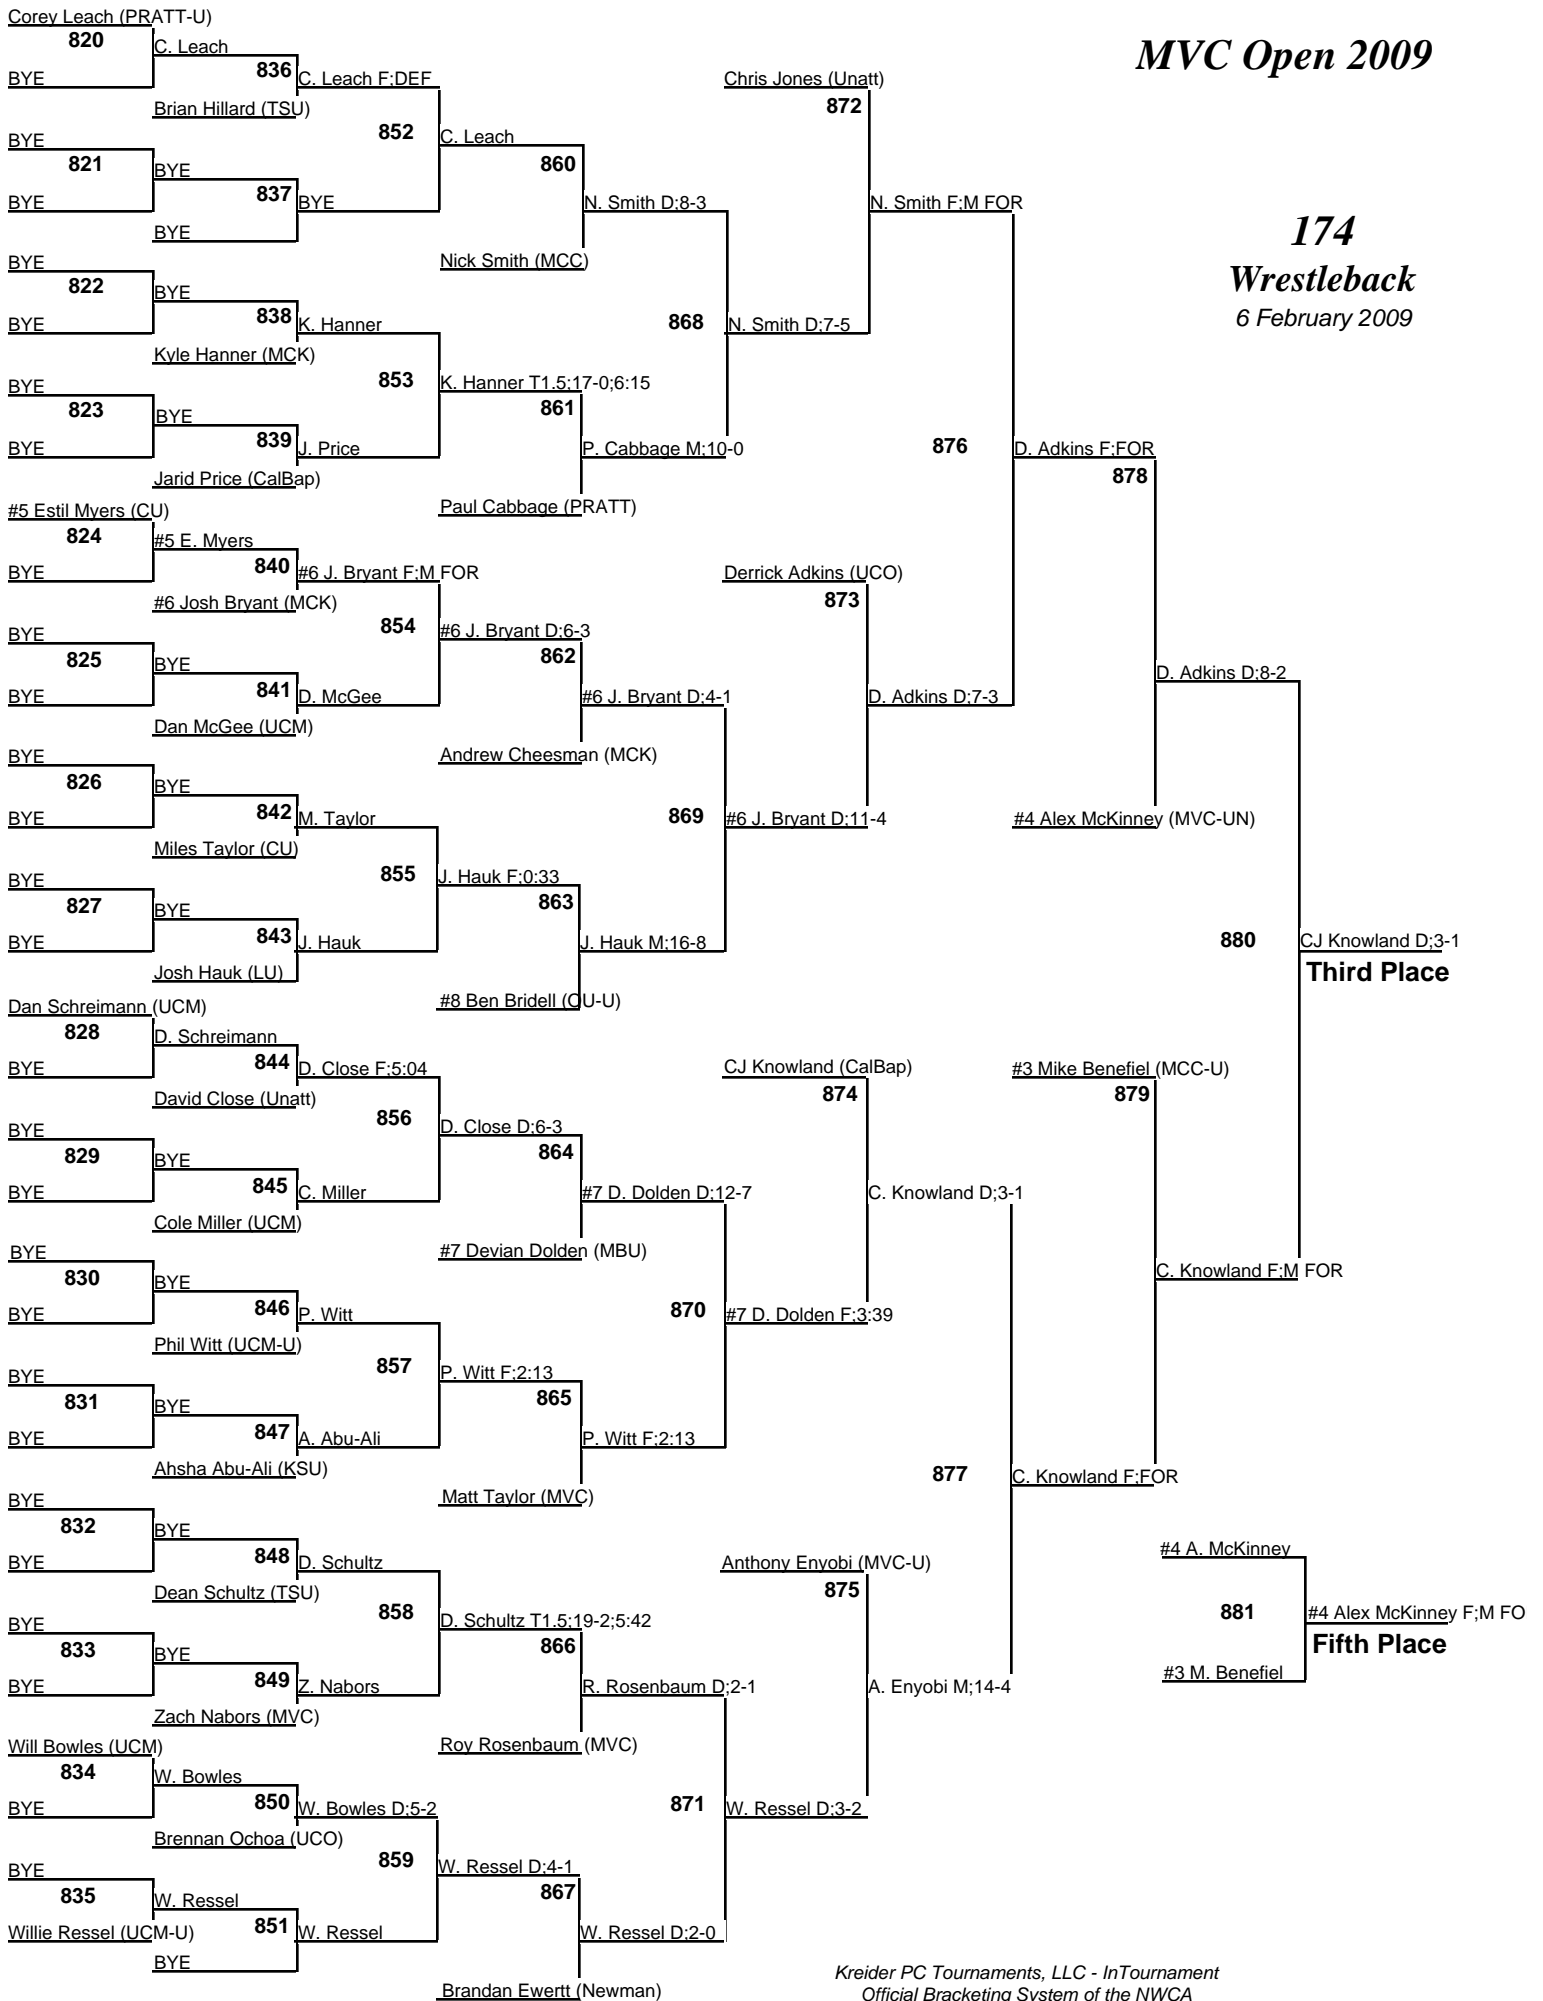 Corey Leach (PRATT-U)
820
C. Leach
BYE
836
C. Leach F;DEF
Brian Hillard (TSU)
852
C. Leach
BYE
821
BYE
BYE
837
BYE
BYE
860
N. Smith D;8-3
Nick Smith (MCC)
BYE
822
BYE
BYE
838
K. Hanner
Kyle Hanner (MCK)
853
K. Hanner T1.5;17-0;6:15
BYE
823
BYE
BYE
839
J. Price
Jarid Price (CalBap)
861
P. Cabbage M;10-0
Paul Cabbage (PRATT)
868
N. Smith D;7-5
Chris Jones (Unatt)
872
N. Smith F;M FOR
MVC Open 2009
174
Wrestleback
6 February 2009
#5 Estil Myers (CU)
824
#5 E. Myers
BYE
840
#6 J. Bryant F;M FOR
#6 Josh Bryant (MCK)
854
#6 J. Bryant D;6-3
BYE
825
BYE
BYE
841
D. McGee
Dan McGee (UCM)
862
#6 J. Bryant D;4-1
Andrew Cheesman (MCK)
BYE
826
BYE
BYE
842
M. Taylor
Miles Taylor (CU)
855
J. Hauk F;0:33
BYE
827
BYE
BYE
843
J. Hauk
Josh Hauk (LU)
863
J. Hauk M;16-8
#8 Ben Bridell (OU-U)
869
#6 J. Bryant D;11-4
Derrick Adkins (UCO)
873
D. Adkins D;7-3
876
D. Adkins F;FOR
878
D. Adkins D;8-2
#4 Alex McKinney (MVC-UN)
880
CJ Knowland D;3-1
Third Place
Dan Schreimann (UCM)
828
D. Schreimann
BYE
844
D. Close F;5:04
David Close (Unatt)
856
D. Close D;6-3
BYE
829
BYE
BYE
845
C. Miller
Cole Miller (UCM)
864
#7 D. Dolden D;12-7
#7 Devian Dolden (MBU)
BYE
830
BYE
BYE
846
P. Witt
Phil Witt (UCM-U)
857
P. Witt F;2:13
BYE
831
BYE
BYE
847
A. Abu-Ali
Ahsha Abu-Ali (KSU)
865
P. Witt F;2:13
Matt Taylor (MVC)
870
#7 D. Dolden F;3:39
CJ Knowland (CalBap)
874
C. Knowland D;3-1
#3 Mike Benefiel (MCC-U)
879
C. Knowland F;M FOR
877
C. Knowland F;FOR
BYE
832
BYE
BYE
848
D. Schultz
Dean Schultz (TSU)
858
D. Schultz T1.5;19-2;5:42
BYE
833
BYE
BYE
849
Z. Nabors
Zach Nabors (MVC)
866
R. Rosenbaum D;2-1
Roy Rosenbaum (MVC)
Will Bowles (UCM)
834
W. Bowles
BYE
850
W. Bowles D;5-2
Brennan Ochoa (UCO)
859
W. Ressel D;4-1
BYE
835
W. Ressel
Willie Ressel (UCM-U)
851
W. Ressel
BYE
867
W. Ressel D;2-0
Brandan Ewertt (Newman)
871
W. Ressel D;3-2
Anthony Enyobi (MVC-U)
875
A. Enyobi M;14-4
#4 A. McKinney
881
#4 Alex McKinney F;M FO
Fifth Place
#3 M. Benefiel
Kreider PC Tournaments, LLC - InTournament
Official Bracketing System of the NWCA